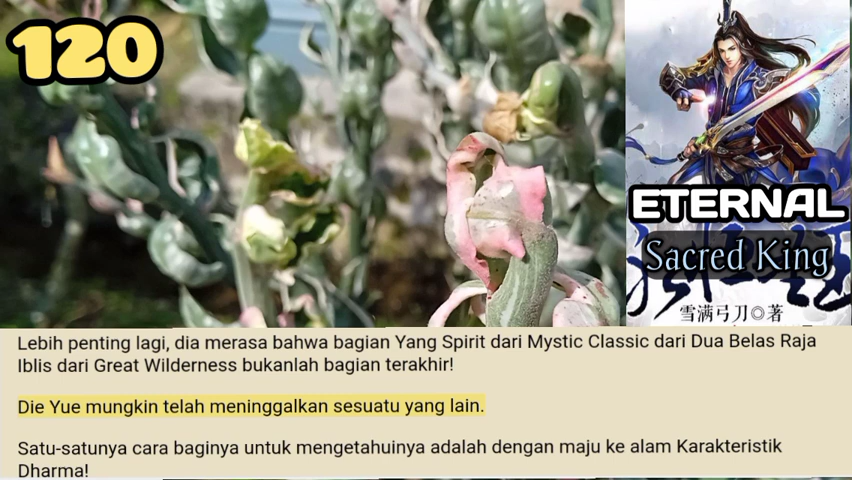 120
ETERNAL
Sacred King
雪满弓刀◎著
Lebih penting lagi, dia merasa bahwa bagian Yang Spirit dari Mystic Classic dari Dua Belas Raja
Iblis dari Great Wilderness bukanlah bagian terakhir!
Die Yue mungkin telah meninggalkan sesuatu yang lain.
Satu-satunya cara baginya untuk mengetahuinya adalah dengan maju ke alam Karakteristik
Dharma!